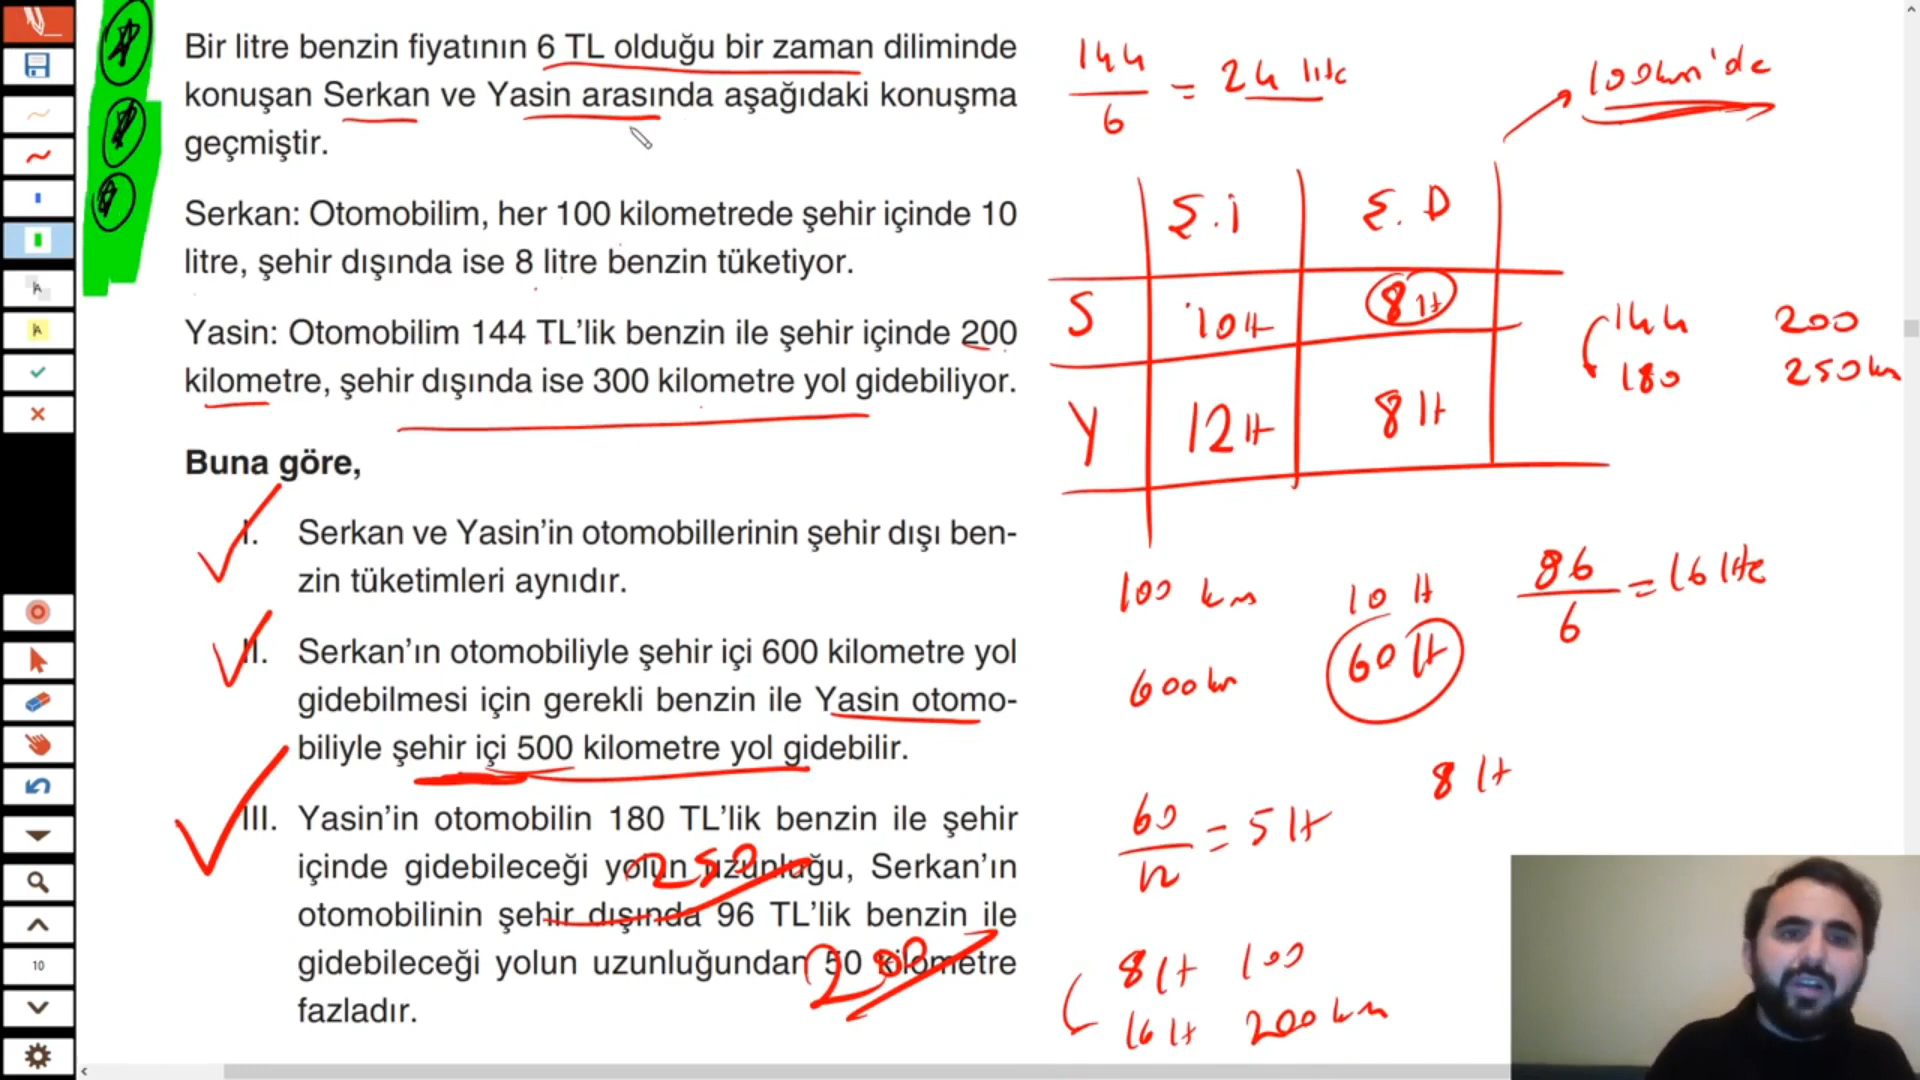 Bir litre benzin fiyatının 6 TL olduğu bir zaman diliminde
konuşan Serkan ve Yasin arasında aşağıdaki konuşma
geçmiştir.
Serkan: Otomobilim, her 100 kilometrede şehir içinde 10
litre, şehir dışında ise 8 litre benzin tüketiyor.
Yasin: Otomobilim 144 TL'lik benzin ile şehir içinde 200
kilometre, şehir dışında ise 300 kilometre yol gidebiliyor.
Buna göre,
I. Serkan ve Yasin'in otomobillerinin şehir dışı ben-
zin tüketimleri aynıdır.
II. Serkan'ın otomobiliyle şehir içi 600 kilometre yol
gidebilmesi için gerekli benzin ile Yasin otomo-
biliyle şehir içi 500 kilometre yol gidebilir.
III. Yasin'in otomobilin 180 TL'lik benzin ile şehir
içinde gidebileceği yolun uzunluğu, Serkan'ın
otomobilinin şehir dışında 96 TL'lik benzin ile
gidebileceği yolun uzunluğundan 50 kilometre
fazladır.
250
200
144
6
= 24 litre
100km'de
Ş.İ Ş.D
S 10lt 8lt
Y 12lt 8lt
144 200
180 250km
100 km 10 lt
600km 60 lt
86
6
= 16 litre
8 lt
60
12
= 5 lt
8lt 100
16lt 200km
10